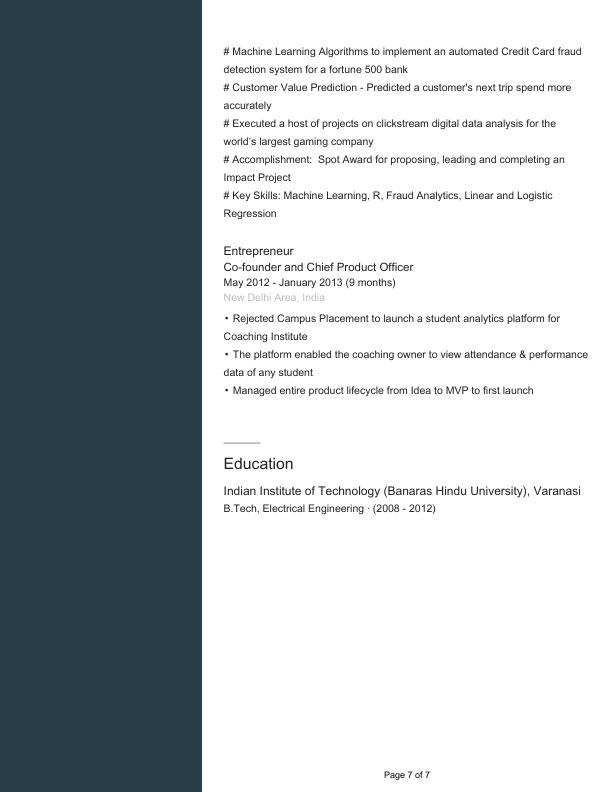 # Machine Learning Algorithms to implement an automated Credit Card fraud
detection system for a fortune 500 bank
# Customer Value Prediction - Predicted a customer's next trip spend more
accurately
# Executed a host of projects on clickstream digital data analysis for the
world’s largest gaming company
# Accomplishment:  Spot Award for proposing, leading and completing an
Impact Project
# Key Skills: Machine Learning, R, Fraud Analytics, Linear and Logistic
Regression
Entrepreneur
Co-founder and Chief Product Officer
May 2012 - January 2013 (9 months)
New Delhi Area, India
• Rejected Campus Placement to launch a student analytics platform for
Coaching Institute
• The platform enabled the coaching owner to view attendance & performance
data of any student
• Managed entire product lifecycle from Idea to MVP to first launch
Education
Indian Institute of Technology (Banaras Hindu University), Varanasi
B.Tech, Electrical Engineering · (2008 - 2012)
Page 7 of 7